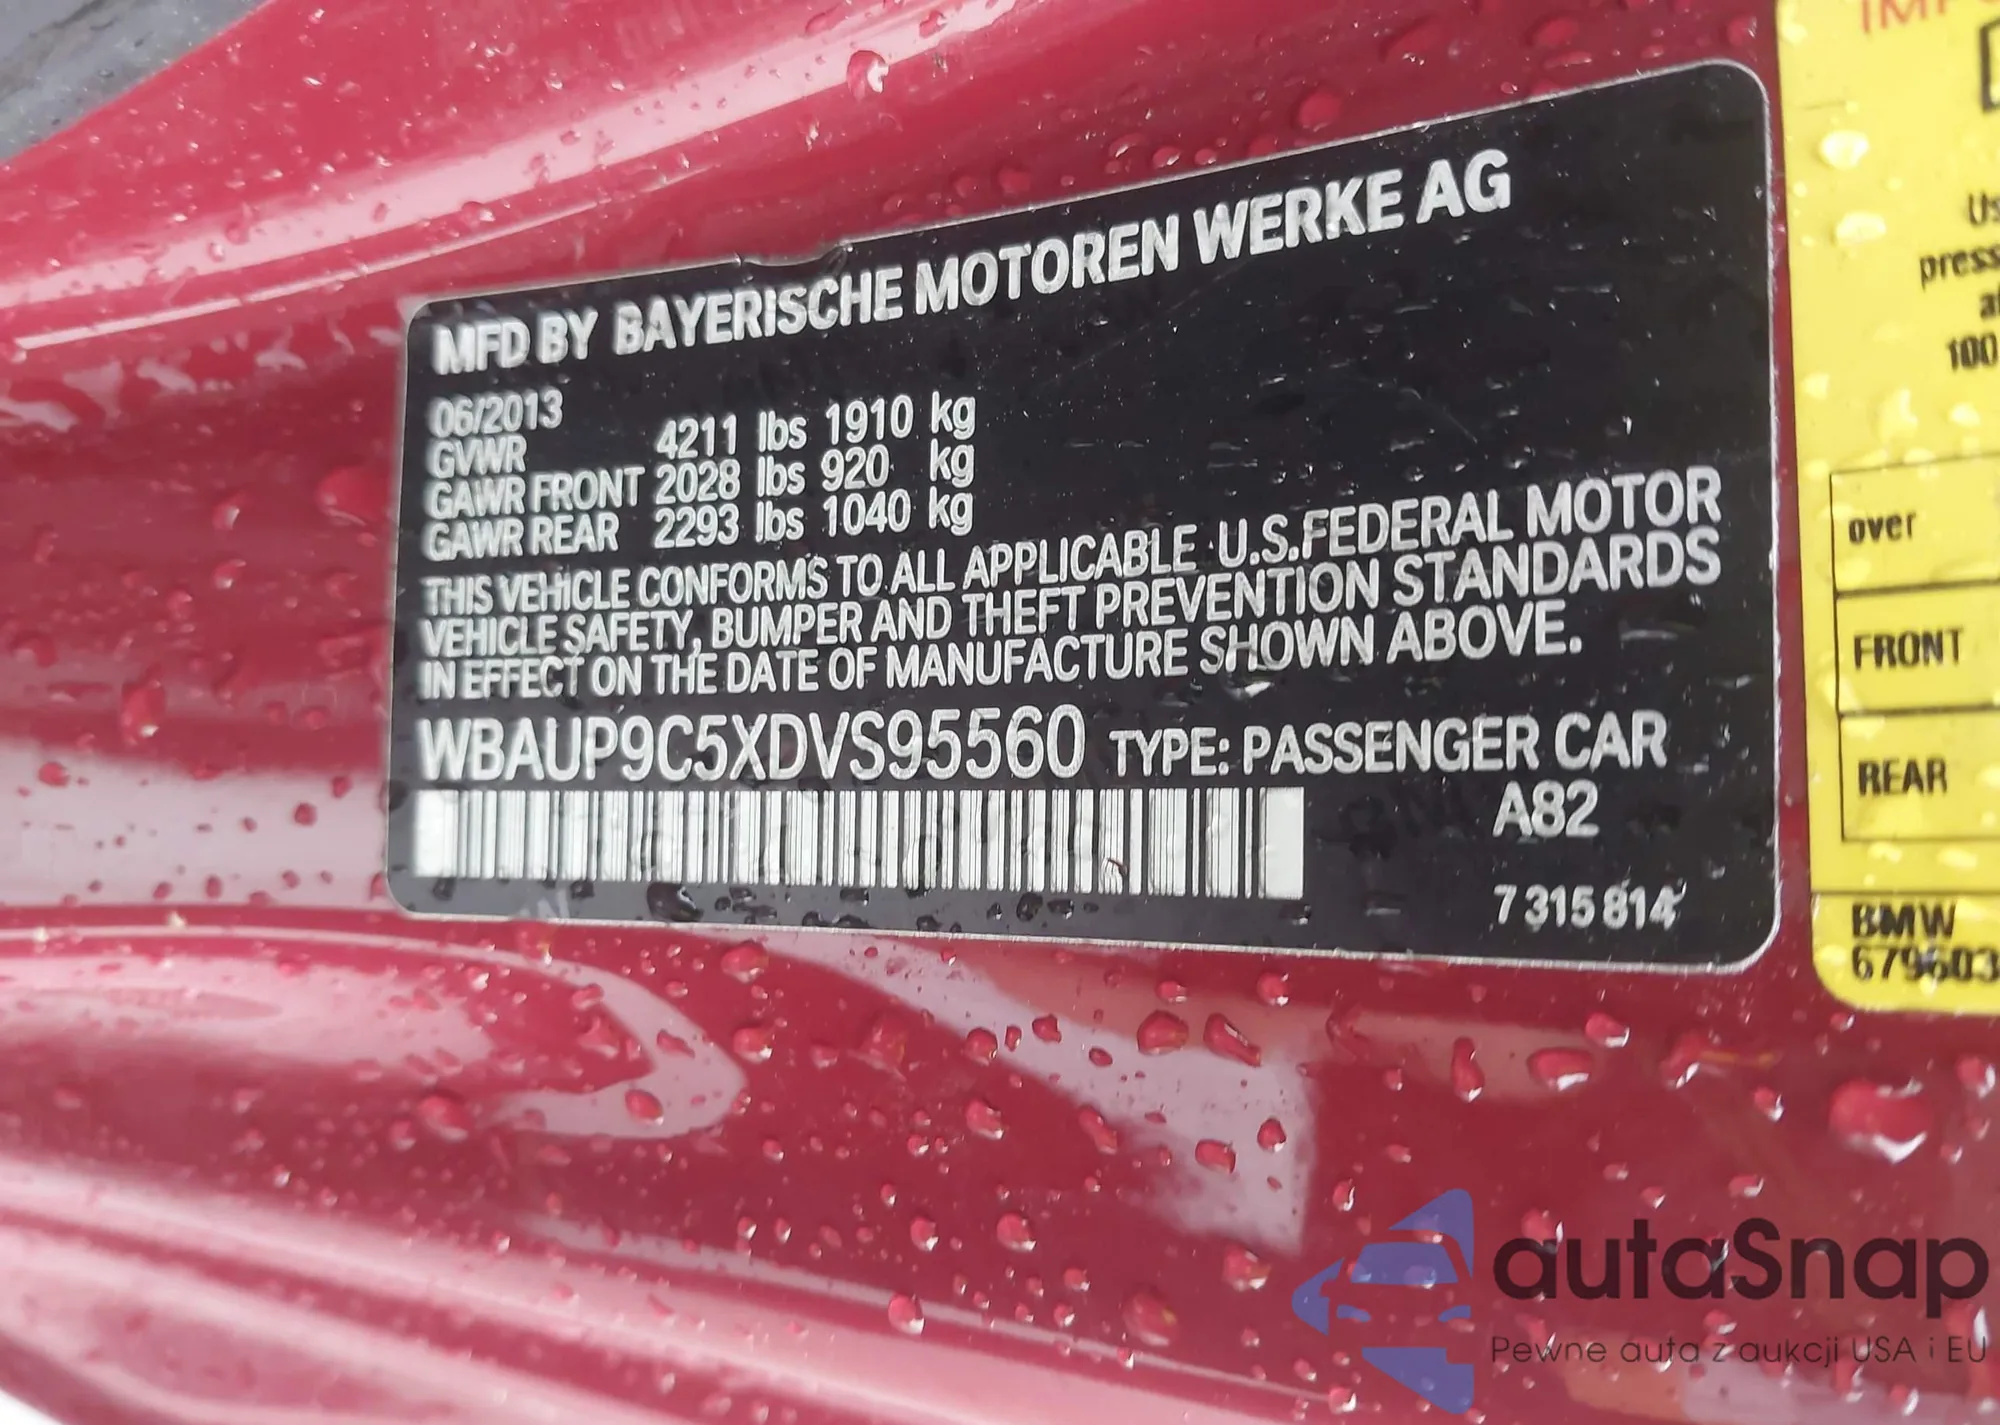 MFD BY BAYERISCHE MOTOREN WERKE AG
06/2013
GVWR 4211 lbs 1910 kg
GAWR FRONT 2028 lbs 920 kg
GAWR REAR 2293 lbs 1040 kg
THIS VEHICLE CONFORMS TO ALL APPLICABLE U.S.FEDERAL MOTOR
VEHICLE SAFETY, BUMPER AND THEFT PREVENTION STANDARDS
IN EFFECT ON THE DATE OF MANUFACTURE SHOWN ABOVE.
WBAUP9C5XDVS95560 TYPE: PASSENGER CAR
A82
7 315 814
press
100
over
FRONT
REAR
BMW
679603
autaSnap
Pewne auta z aukcji USA i EU